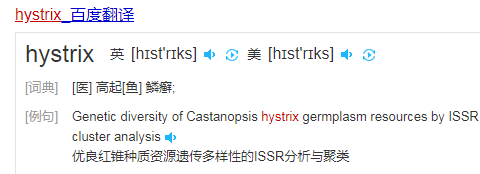 hystrix_百度翻译
hystrix 英 [hɪst'rɪks] 美 [hɪst'rɪks]
[词典] [医] 高起[鱼] 鳞癣;
[例句] Genetic diversity of Castanopsis hystrix germplasm resources by ISSR
cluster analysis
优良红锥种质资源遗传多样性的ISSR分析与聚类